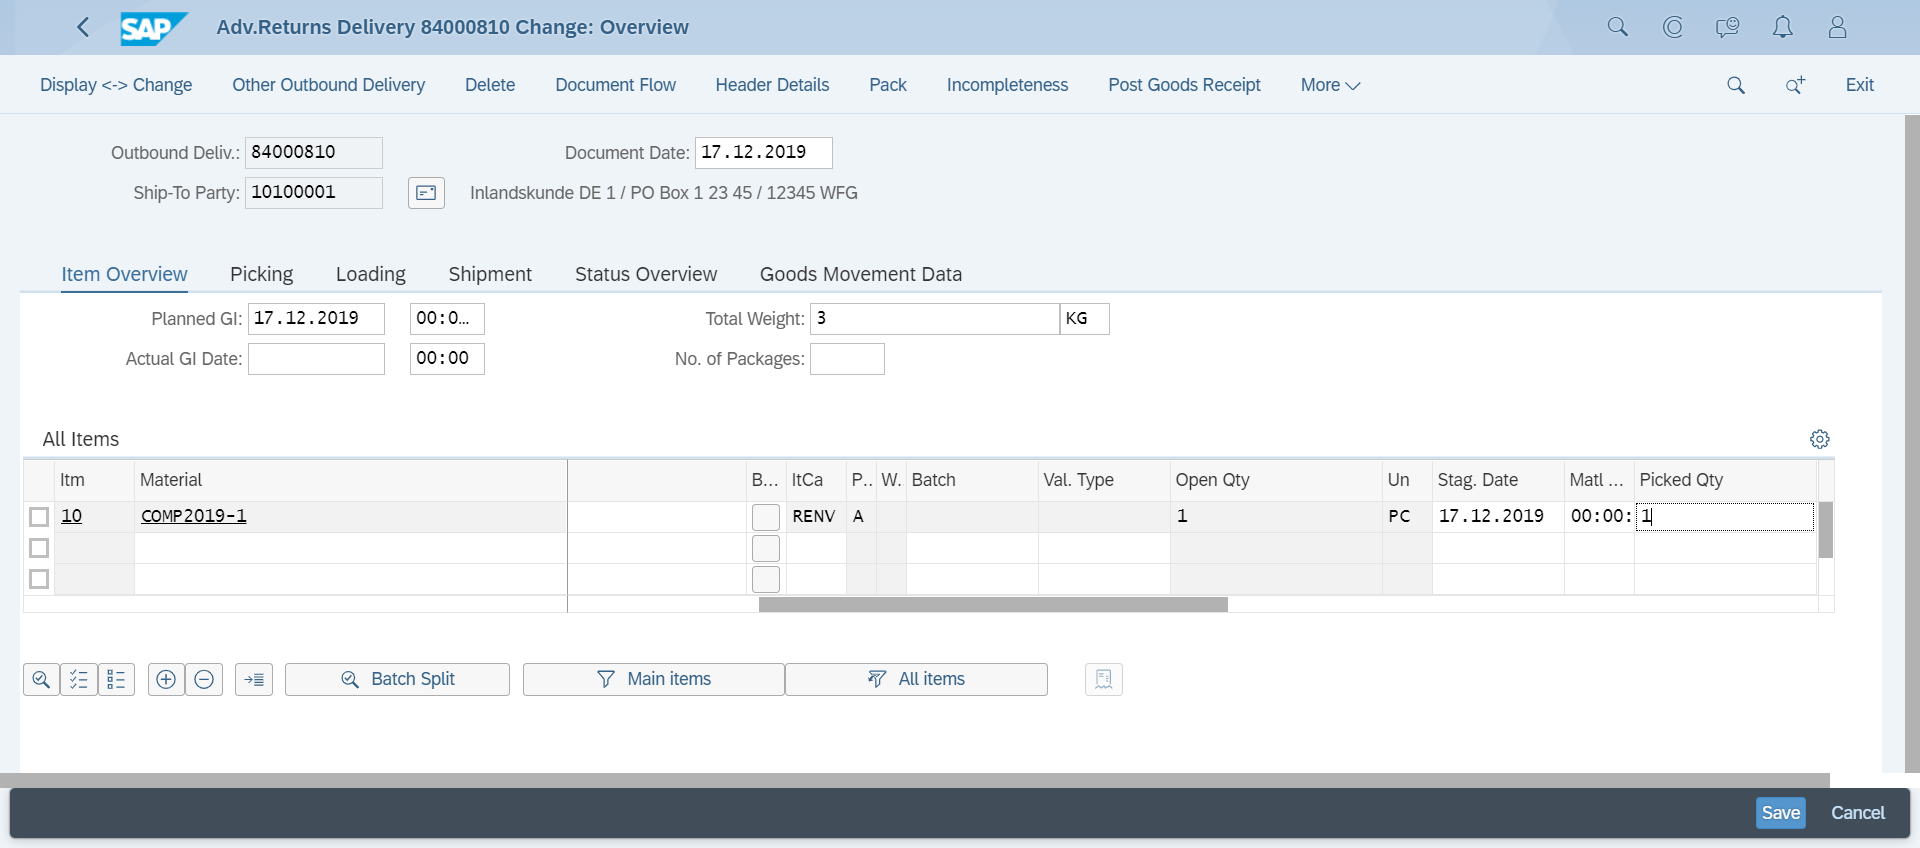 SAP Adv.Returns Delivery 84000810 Change: Overview
Display <-> Change Other Outbound Delivery Delete Document Flow Header Details Pack Incompleteness Post Goods Receipt More Exit
Outbound Deliv.: 84000810 Document Date: 17.12.2019
Ship-To Party: 10100001 Inlandskunde DE 1 / PO Box 1 23 45 / 12345 WFG
Item Overview Picking Loading Shipment Status Overview Goods Movement Data
Planned GI: 17.12.2019 00:0... Total Weight: 3 KG
Actual GI Date: 00:00 No. of Packages:
All Items
Itm Material B... ItCa P.. W. Batch Val. Type Open Qty Un Stag. Date Matl ... Picked Qty
10 COMP2019-1 RENV A 1 PC 17.12.2019 00:00: 1
Batch Split Main items All items
Save Cancel